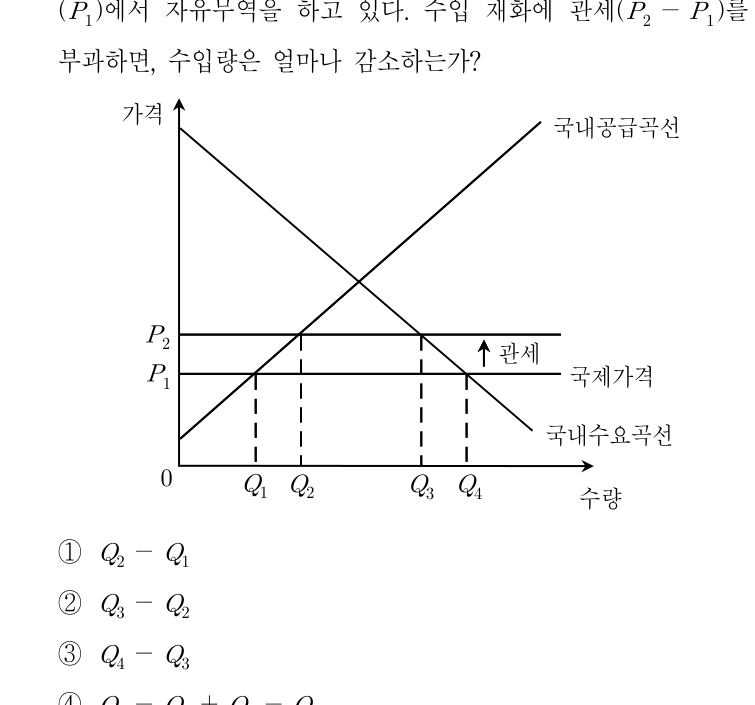 (P₁)에서 자유무역을 하고 있다. 수입 재화에 관세(P₂ − P₁)를
부과하면, 수입량은 얼마나 감소하는가?
가격
국내공급곡선
P₂
관세
P₁
국제가격
국내수요곡선
0
Q₁ Q₂ Q₃ Q₄
수량
① Q₂ − Q₁
② Q₃ − Q₂
③ Q₄ − Q₃
④ Q − Q + Q − Q